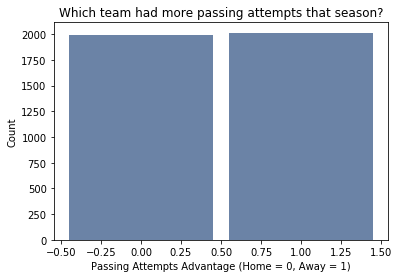 Which team had more passing attempts that season?
2000
1750
1500
1250
1000
750
500
250
0
Count
−0.50 −0.25 0.00 0.25 0.50 0.75 1.00 1.25 1.50
Passing Attempts Advantage (Home = 0, Away = 1)